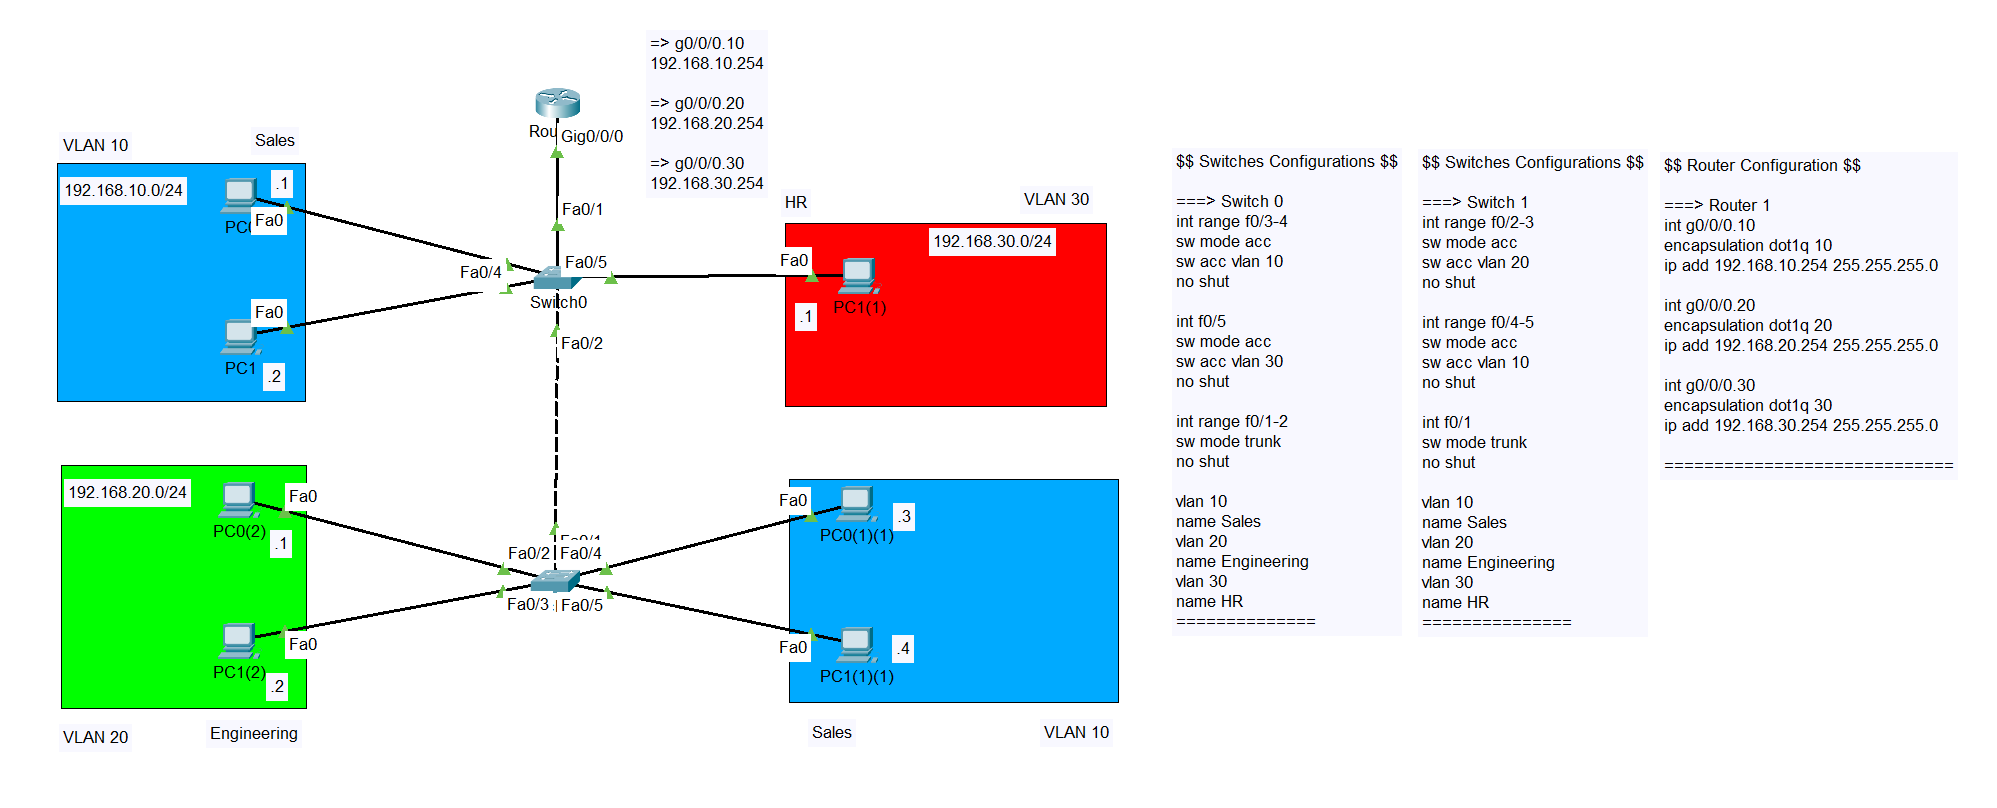 => g0/0/0.10
192.168.10.254
=> g0/0/0.20
192.168.20.254
=> g0/0/0.30
192.168.30.254
Gig0/0/0
Fa0/1
VLAN 10
Sales
192.168.10.0/24
.1
Fa0
Fa0
PC1
.2
Fa0/4
Fa0/5
Switch0
Fa0/2
HR
VLAN 30
192.168.30.0/24
Fa0
PC1(1)
.1
192.168.20.0/24
Fa0
PC0(2)
.1
Fa0
PC1(2)
.2
VLAN 20
Engineering
Fa0/2
Fa0/4
Fa0/3
Fa0/5
Fa0
.3
PC0(1)(1)
Fa0
.4
PC1(1)(1)
Sales
VLAN 10
$$ Switches Configurations $$
===> Switch 0
int range f0/3-4
sw mode acc
sw acc vlan 10
no shut
int f0/5
sw mode acc
sw acc vlan 30
no shut
int range f0/1-2
sw mode trunk
no shut
vlan 10
name Sales
vlan 20
name Engineering
vlan 30
name HR
==============
$$ Switches Configurations $$
===> Switch 1
int range f0/2-3
sw mode acc
sw acc vlan 20
no shut
int range f0/4-5
sw mode acc
sw acc vlan 10
no shut
int f0/1
sw mode trunk
no shut
vlan 10
name Sales
vlan 20
name Engineering
vlan 30
name HR
===============
$$ Router Configuration $$
===> Router 1
int g0/0/0.10
encapsulation dot1q 10
ip add 192.168.10.254 255.255.255.0
int g0/0/0.20
encapsulation dot1q 20
ip add 192.168.20.254 255.255.255.0
int g0/0/0.30
encapsulation dot1q 30
ip add 192.168.30.254 255.255.255.0
=============================